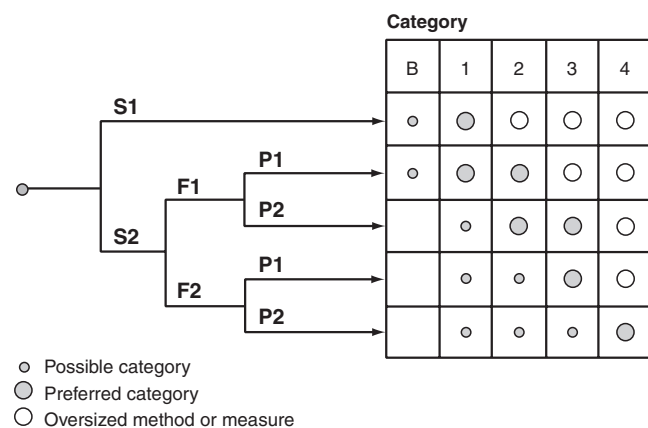 Category
B 1 2 3 4
S1
P1
F1
P2
S2
P1
F2
P2
Possible category
Preferred category
Oversized method or measure